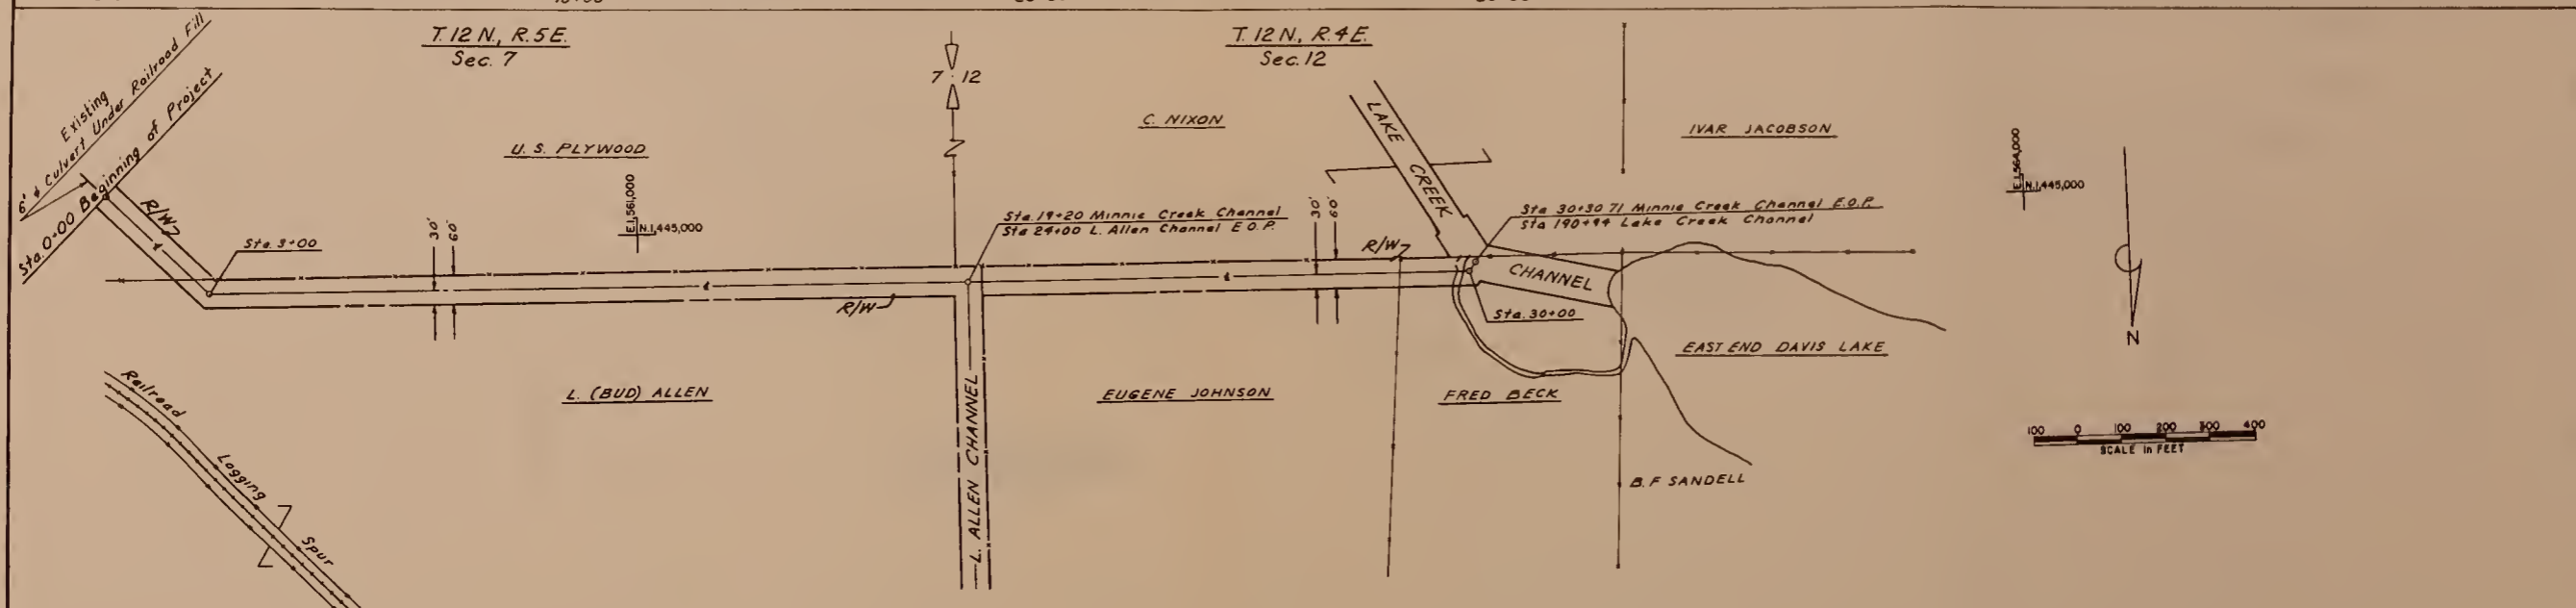 T. 12 N., R. 5 E.
Sec. 7
T. 12 N., R. 4 E.
Sec. 12
Existing
6' ϕ Culvert Under Railroad Fill
Sta. 0+00 Beginning of Project
R/W
Sta. 3+00
U. S. PLYWOOD
E. 1,561,000
N. 1,445,000
30'
60'
7 12
C. NIXON
LAKE CREEK
IVAR JACOBSON
E. 1,564,000
N. 1,445,000
Sta. 19+20 Minnie Creek Channel
Sta 24+00 L. Allen Channel E.O.P.
30'
60'
R/W
Sta 30+30.71 Minnie Creek Channel E.O.P.
Sta 190+94 Lake Creek Channel
CHANNEL
Sta. 30+00
R/W
N
EAST END DAVIS LAKE
Railroad
Logging
Spur
L. (BUD) ALLEN
L. ALLEN CHANNEL
EUGENE JOHNSON
FRED BECK
B. F SANDELL
100 0 100 200 300 400
SCALE in FEET